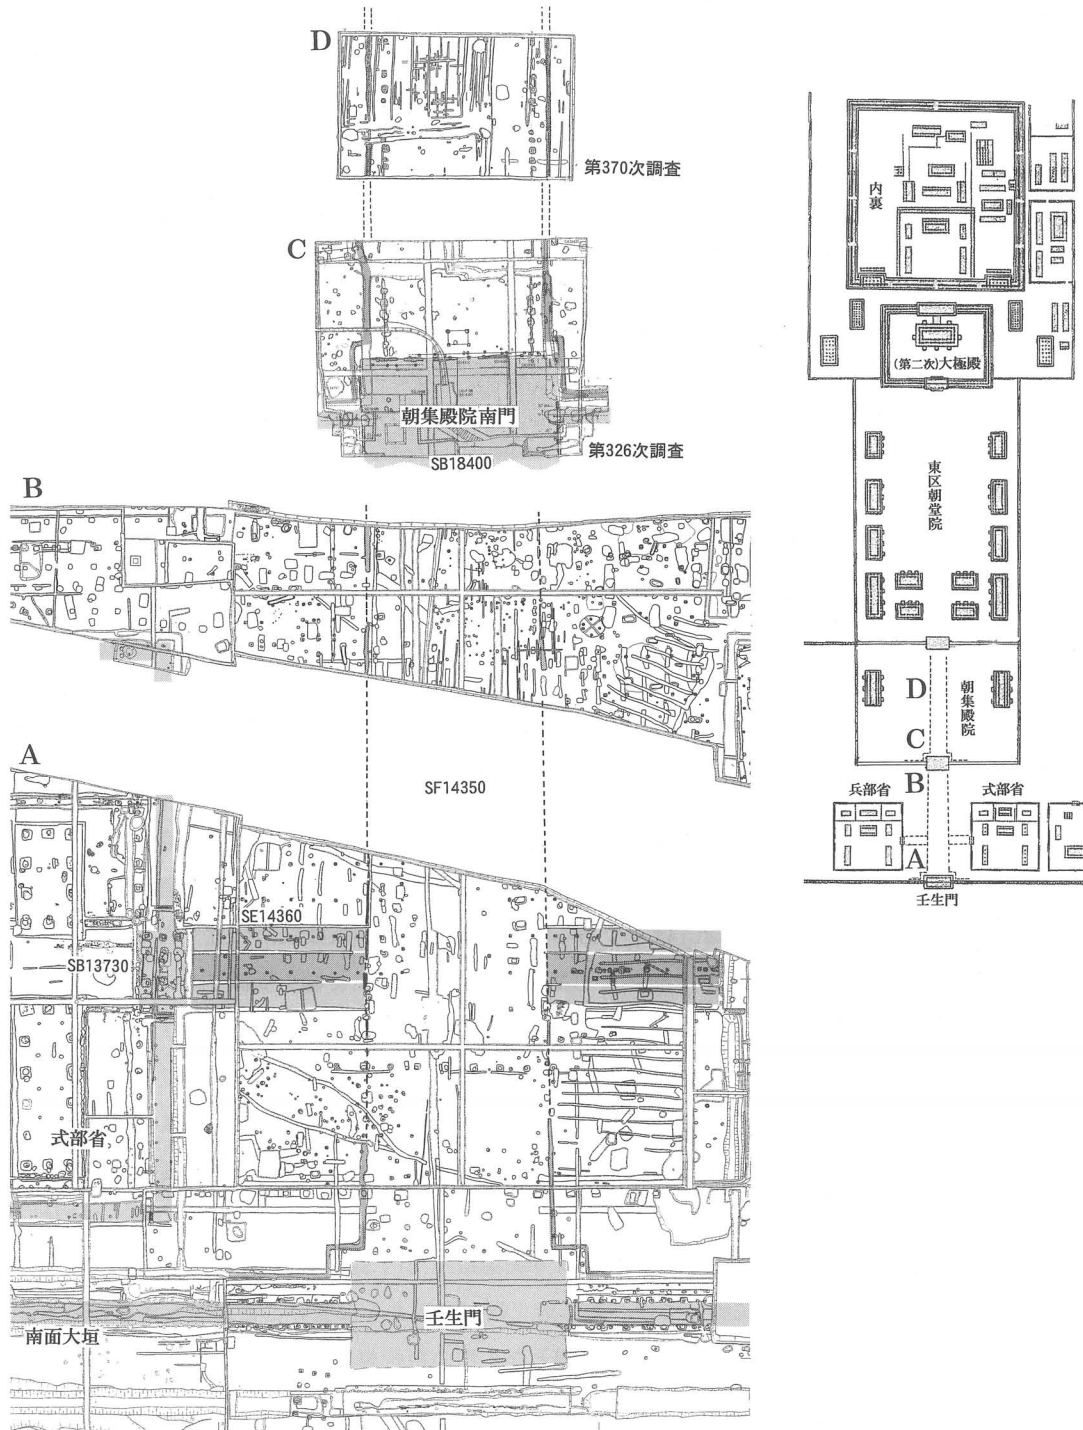 D
第370次調査
C
朝集殿院南門
第326次調査
SB18400
B
A
SF14350
SE14360
SB13730
式部省
壬生門
南面大垣
内裏
(第二次)大極殿
東区朝堂院
D
朝集殿院
C
B
兵部省
式部省
A
壬生門